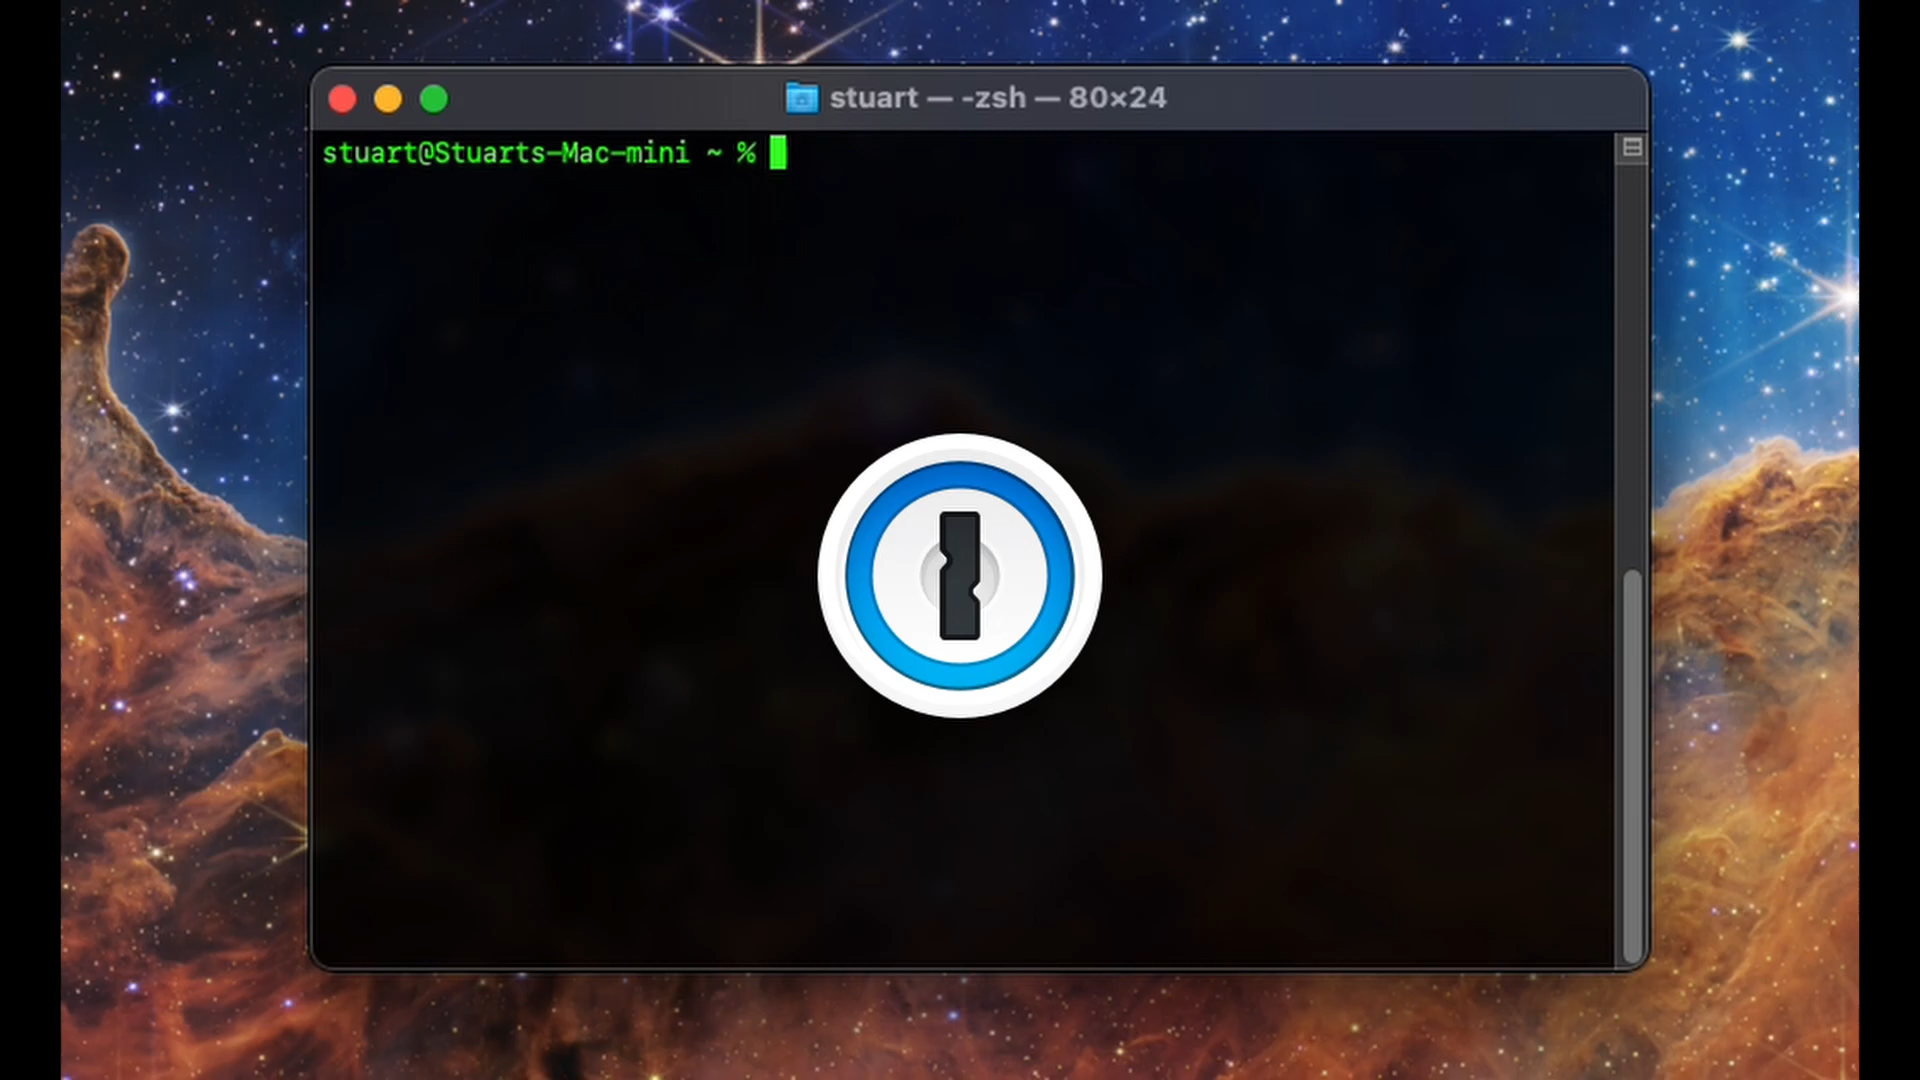 stuart — -zsh — 80×24
stuart@Stuarts-Mac-mini ~ %